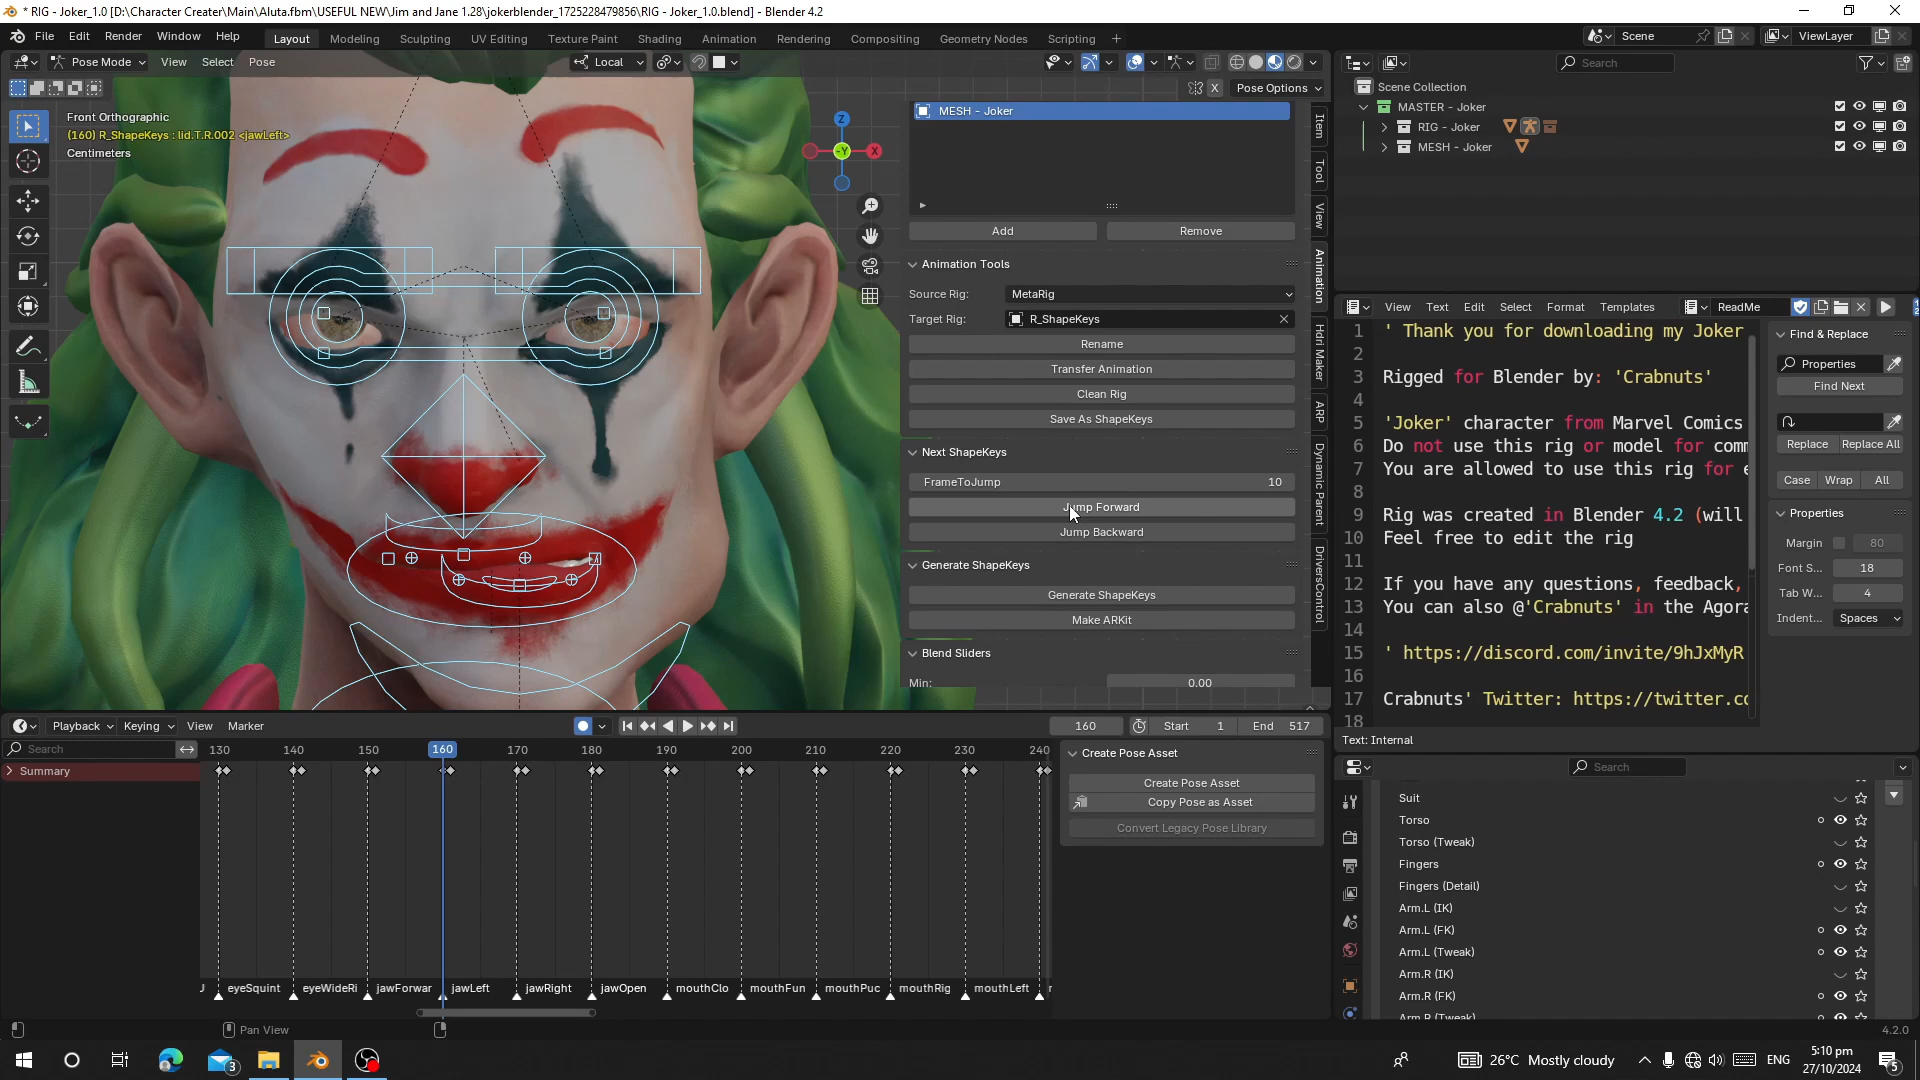 * RIG - Joker_1.0 [D:\Character Creater\Main\Aluta.fbm\USEFUL NEW\Jim and Jane 1.28\jokerblender_1725228479856\RIG - Joker_1.0.blend] - Blender 4.2
File Edit Render Window Help
Layout Modeling Sculpting UV Editing Texture Paint Shading Animation Rendering Compositing Geometry Nodes Scripting +
Scene
ViewLayer
Pose Mode View Select Pose
Local
X
Pose Options
Front Orthographic
(160) R_ShapeKeys : lid.T.R.002 <jawLeft>
Centimeters
Z
-Y
X
MESH - Joker
Add
Remove
Animation Tools
Source Rig: MetaRig
Target Rig: R_ShapeKeys
Rename
Transfer Animation
Clean Rig
Save As ShapeKeys
Next ShapeKeys
FrameToJump 10
Jump Forward
Jump Backward
Generate ShapeKeys
Generate ShapeKeys
Make ARKit
Blend Sliders
Min: 0.00
Item
Tool
View
Animation
Hdri Maker
ARP
Dynamic Parent
DriversControl
Search
Scene Collection
MASTER - Joker
RIG - Joker
MESH - Joker
View Text Edit Select Format Templates
ReadMe
1 ' Thank you for downloading my Joker
2
3 Rigged for Blender by: 'Crabnuts'
4
5 'Joker' character from Marvel Comics
6 Do not use this rig or model for comm
7 You are allowed to use this rig for e
8
9 Rig was created in Blender 4.2 (will
10 Feel free to edit the rig
11
12 If you have any questions, feedback,
13 You can also @'Crabnuts' in the Agora
14
15 ' https://discord.com/invite/9hJxMyR
16
17 Crabnuts' Twitter: https://twitter.co
18
Find & Replace
Properties
Find Next
Replace Replace All
Case Wrap All
Properties
Margin 80
Font S... 18
Tab W... 4
Indent... Spaces
Text: Internal
Playback Keying View Marker
160
Start 1
End 517
Search
130 140 150 160 170 180 190 200 210 220 230 240
Summary
eyeSquint eyeWideRi jawForwar jawLeft jawRight jawOpen mouthClo mouthFun mouthPuc mouthRig mouthLeft
Create Pose Asset
Create Pose Asset
Copy Pose as Asset
Convert Legacy Pose Library
Search
Suit
Torso
Torso (Tweak)
Fingers
Fingers (Detail)
Arm.L (IK)
Arm.L (FK)
Arm.L (Tweak)
Arm.R (IK)
Arm.R (FK)
Arm.R (Tweak)
Pan View
4.2.0
3
26°C Mostly cloudy
ENG
5:10 pm
27/10/2024
5